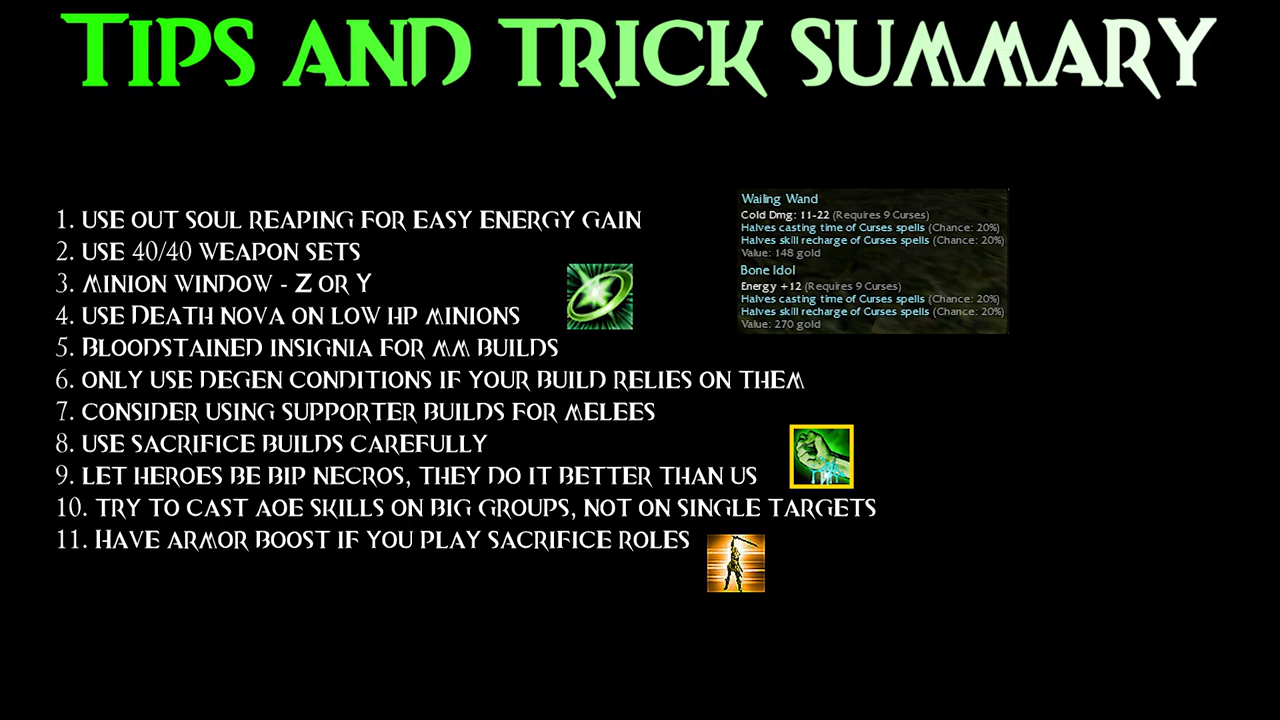 Tips and Trick Summary
1. use out soul reaping for easy energy gain
2. use 40/40 weapon sets
3. minion window - Z or Y
4. use Death nova on low hp minions
5. Bloodstained insignia for mm builds
6. only use degen conditions if your build relies on them
7. consider using supporter builds for melees
8. use sacrifice builds carefully
9. let heroes be bip necros, they do it better than us
10. Try to cast aoe skills on big groups, not on single targets
11. Have armor boost if you play sacrifice roles
Wailing Wand
Cold Dmg: 11-22 (Requires 9 Curses)
Halves casting time of Curses spells (Chance: 20%)
Halves skill recharge of Curses spells (Chance: 20%)
Value: 148 gold
Bone Idol
Energy +12 (Requires 9 Curses)
Halves casting time of Curses spells (Chance: 20%)
Halves skill recharge of Curses spells (Chance: 20%)
Value: 270 gold